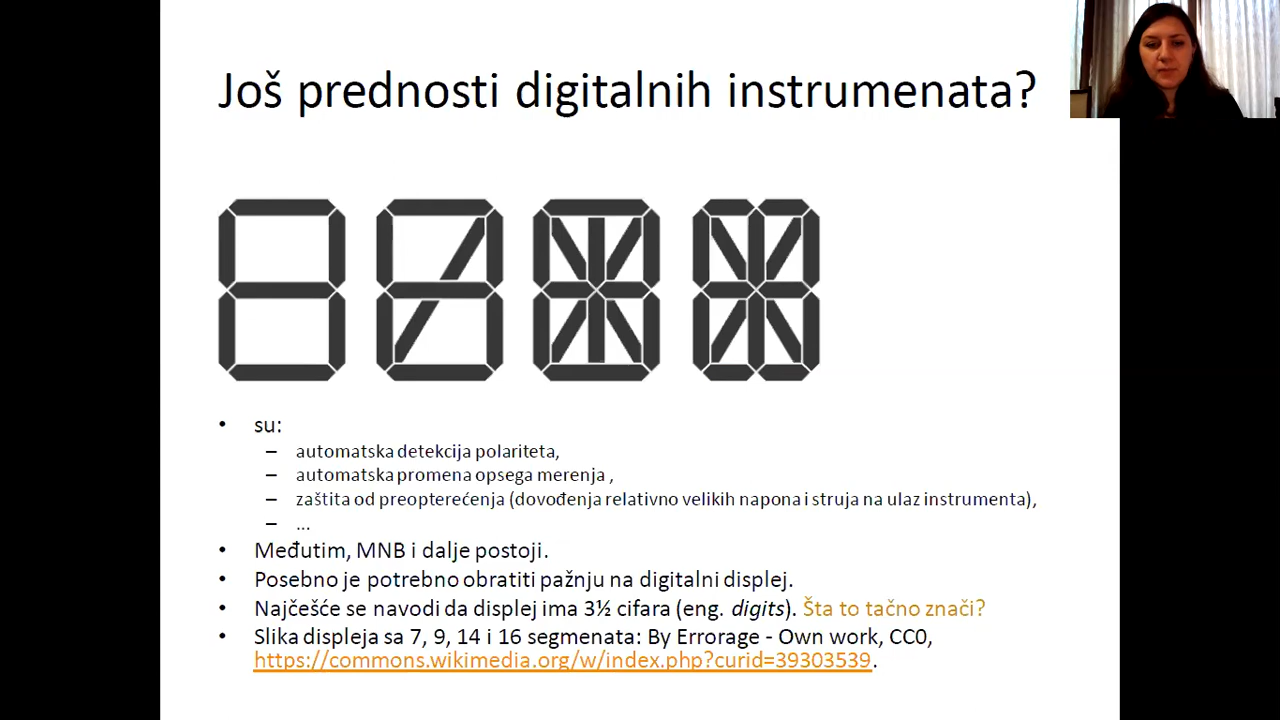 Još prednosti digitalnih instrumenata?
• su:
– automatska detekcija polariteta,
– automatska promena opsega merenja ,
– zaštita od preopterećenja (dovođenja relativno velikih napona i struja na ulaz instrumenta),
– ...
• Međutim, MNB i dalje postoji.
• Posebno je potrebno obratiti pažnju na digitalni displej.
• Najčešće se navodi da displej ima 3½ cifara (eng. digits). Šta to tačno znači?
• Slika displeja sa 7, 9, 14 i 16 segmenata: By Errorage - Own work, CC0,
https://commons.wikimedia.org/w/index.php?curid=39303539.